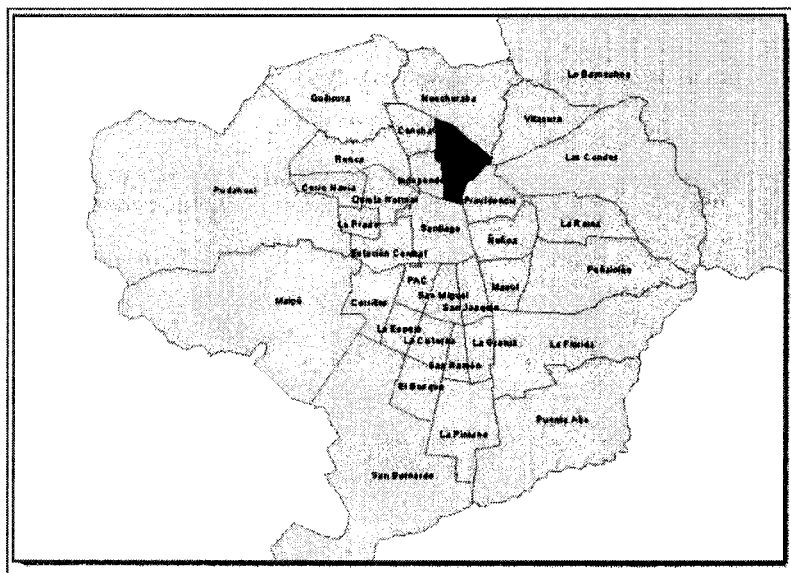 Lo Barnechea
Quilicura
Huechuraba
Vitacura
Conchalí
Las Condes
Renca
Pudahuel
Cerro Navia
Independe
Quinta Normal
Providencia
Lo Prado
Santiago
La Reina
Ñuñoa
Estación Central
Peñalolén
PAC
Macul
Maipú
Cerrillos
San Miguel
San Joaquín
Lo Espejo
La Cisterna
La Granja
La Florida
San Ramón
El Bosque
Puente Alto
La Pintana
San Bernardo